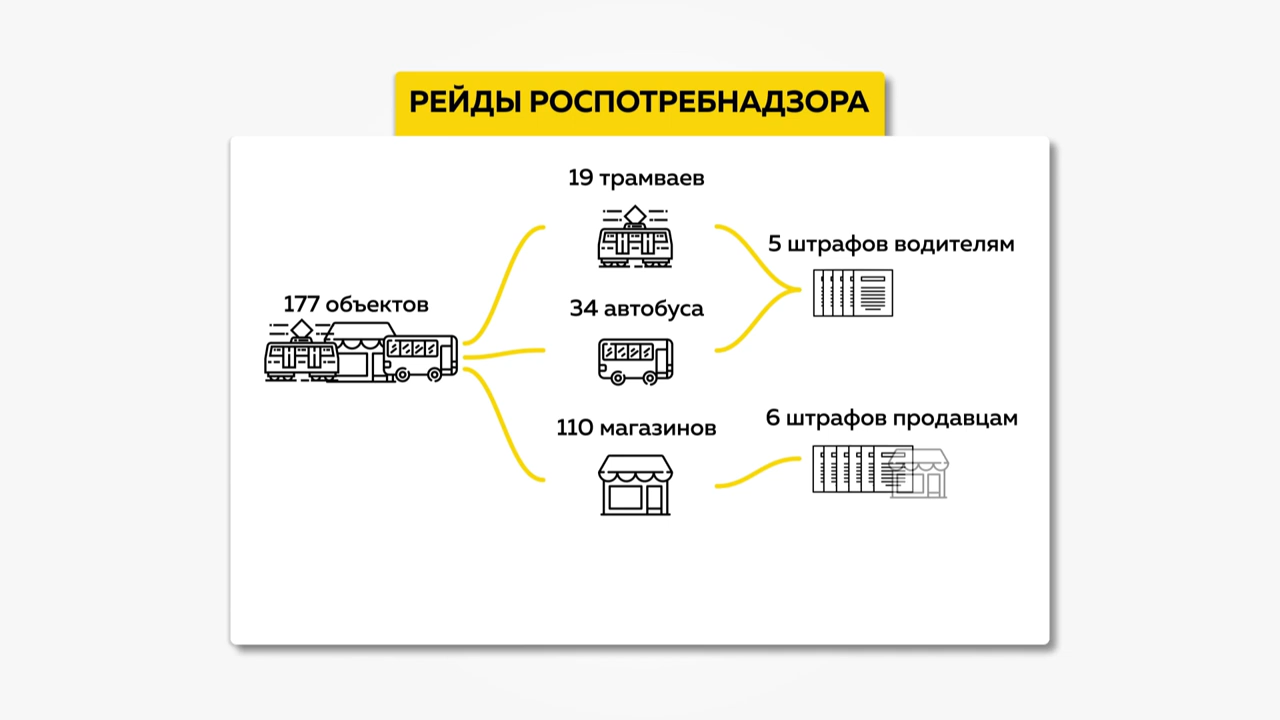 РЕЙДЫ РОСПОТРЕБНАДЗОРА
19 трамваев
5 штрафов водителям
177 объектов
34 автобуса
6 штрафов продавцам
110 магазинов